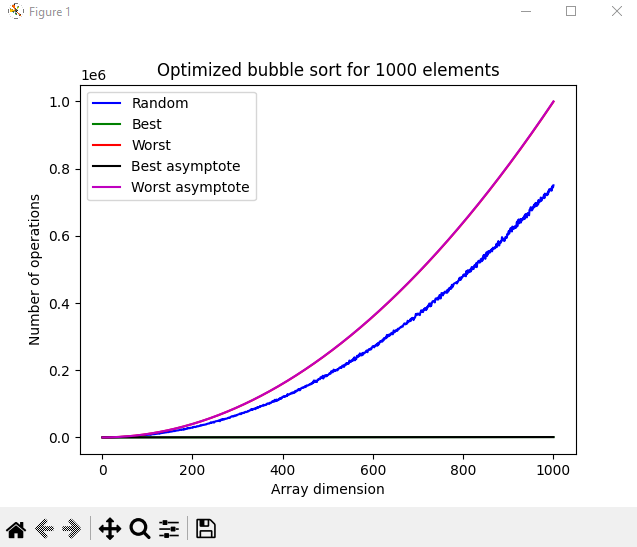 Figure 1
Optimized bubble sort for 1000 elements
1e6
Random
Best
Worst
Best asymptote
Worst asymptote
1.0
0.8
0.6
0.4
0.2
0.0
Number of operations
0 200 400 600 800 1000
Array dimension